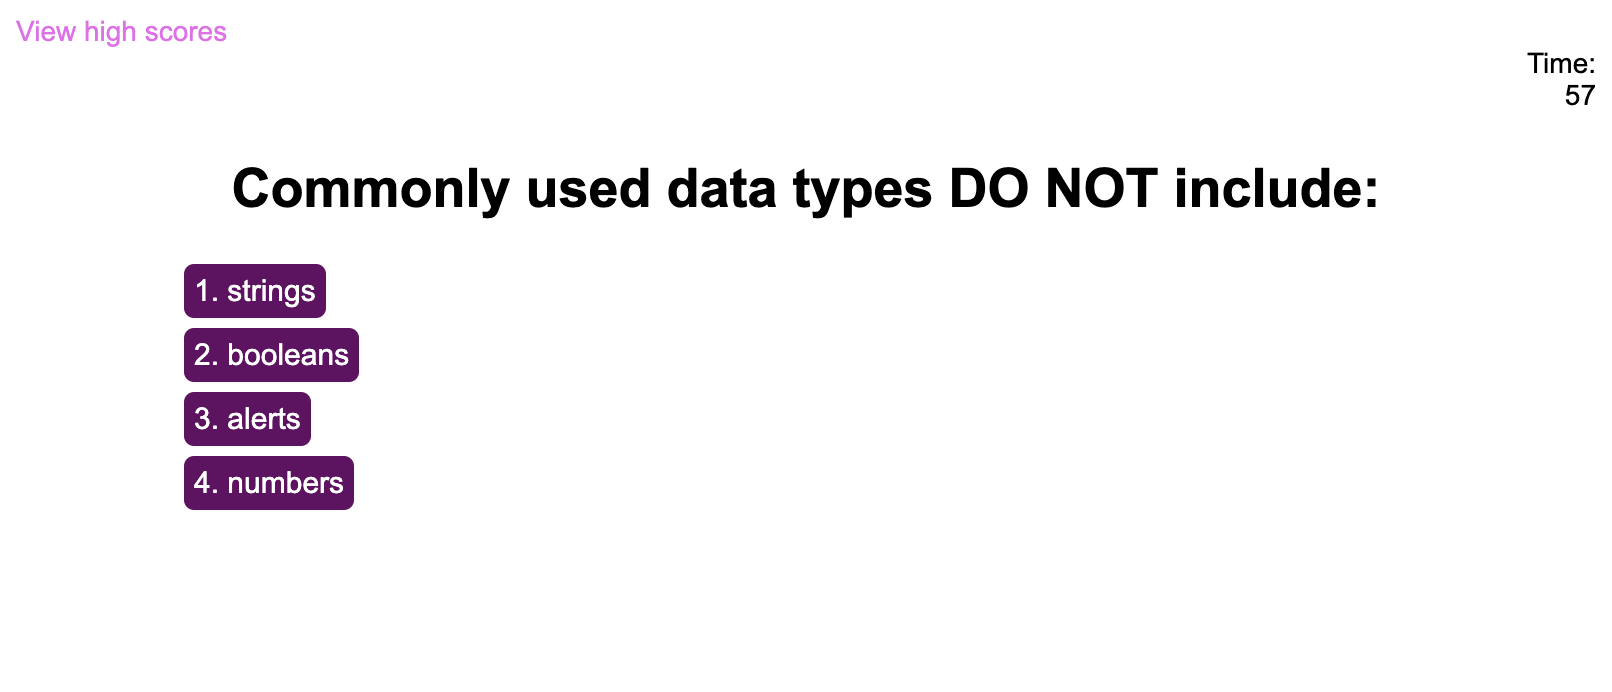 View high scores
Time:
57
Commonly used data types DO NOT include:
1. strings
2. booleans
3. alerts
4. numbers